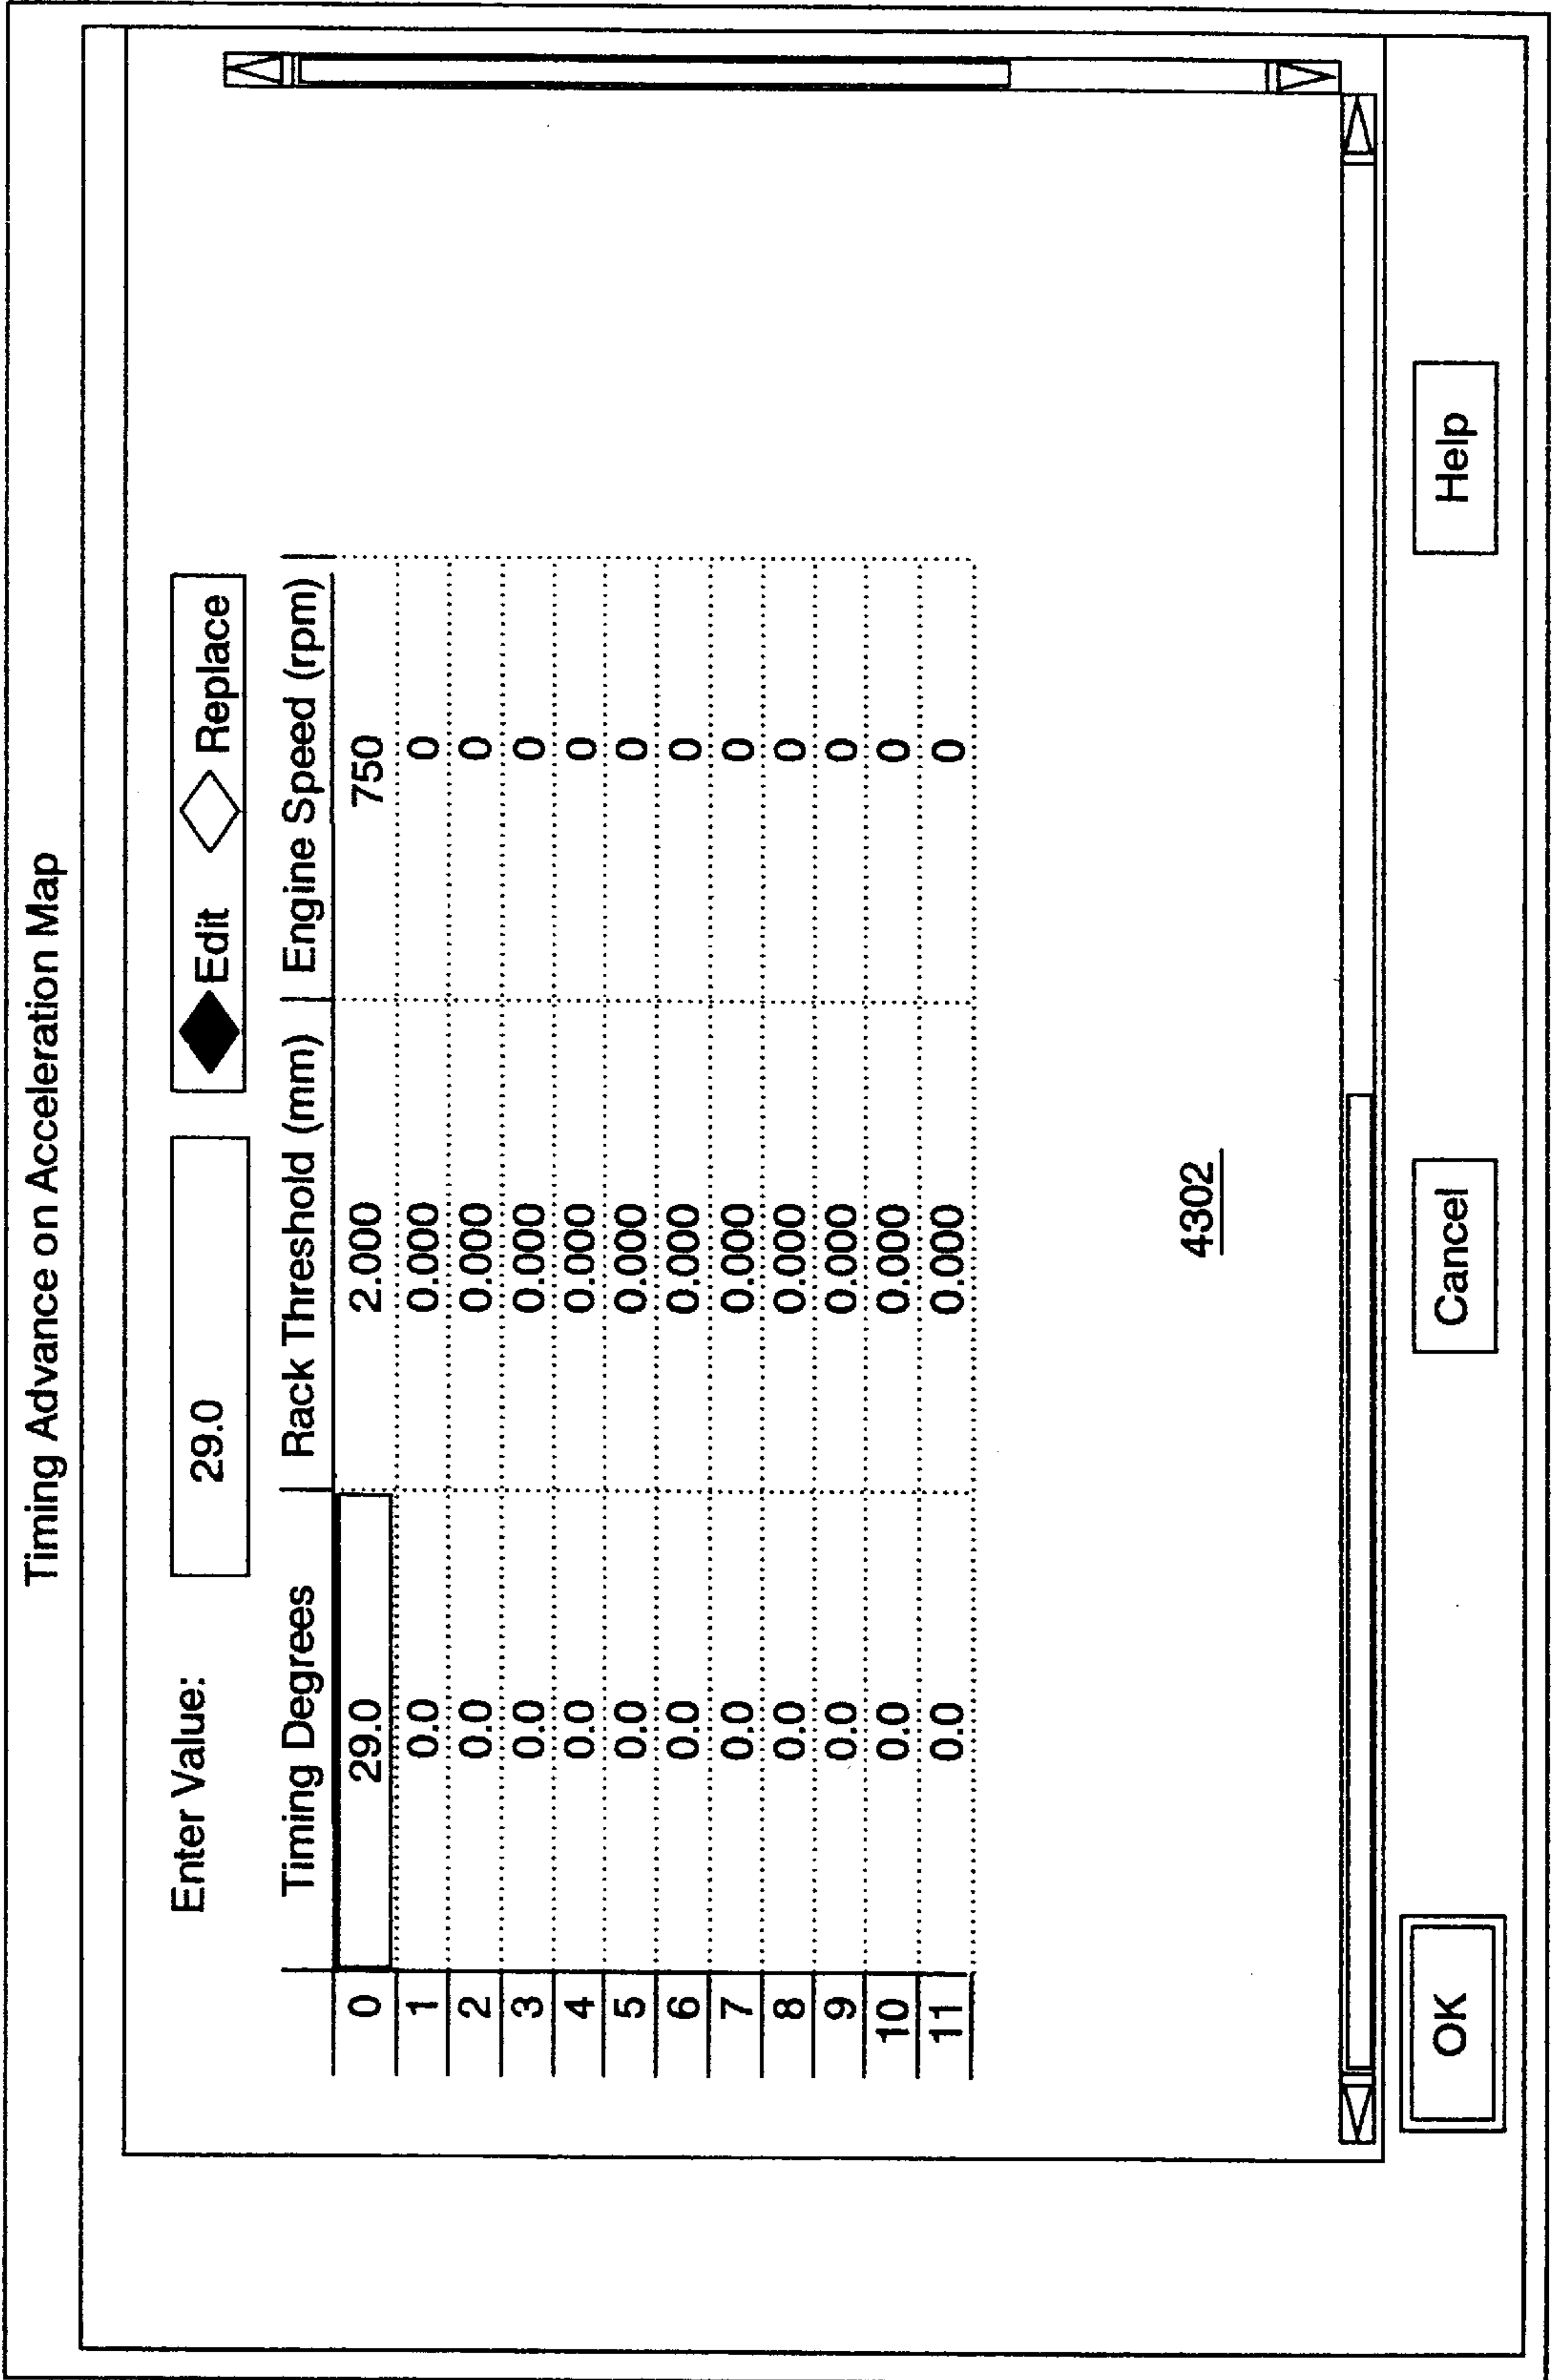 Timing Advance on Acceleration Map
Enter Value: 29.0 Edit Replace
Timing Degrees Rack Threshold (mm) Engine Speed (rpm)
0 29.0 2.000 750
1 0.0 0.000 0
2 0.0 0.000 0
3 0.0 0.000 0
4 0.0 0.000 0
5 0.0 0.000 0
6 0.0 0.000 0
7 0.0 0.000 0
8 0.0 0.000 0
9 0.0 0.000 0
10 0.0 0.000 0
11 0.0 0.000 0
4302
OK Cancel Help